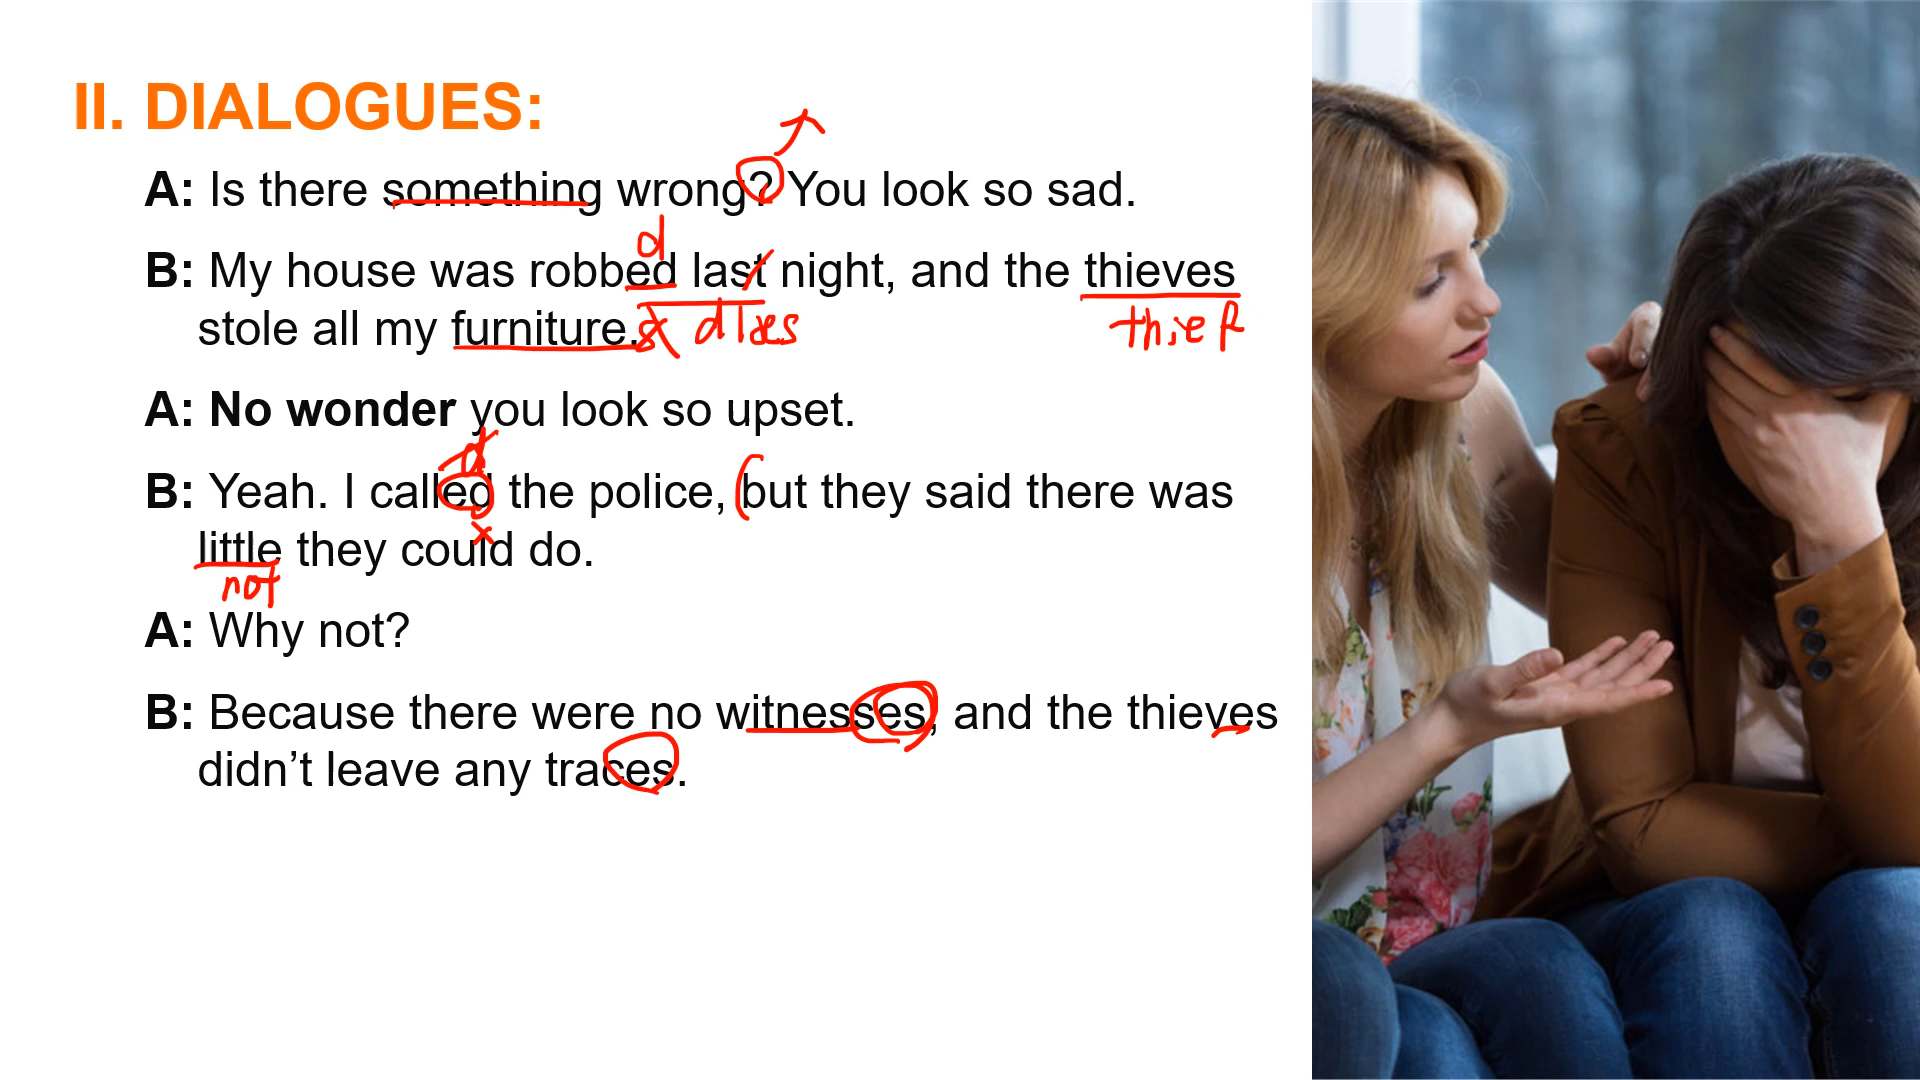 II. DIALOGUES:
A: Is there something wrong? You look so sad.
d
B: My house was robbed last night, and the thieves
stole all my furniture.
thief
A: No wonder you look so upset.
d
B: Yeah. I called the police, but they said there was
little they could do.
not
A: Why not?
B: Because there were no witnesses, and the thieves
didn’t leave any traces.